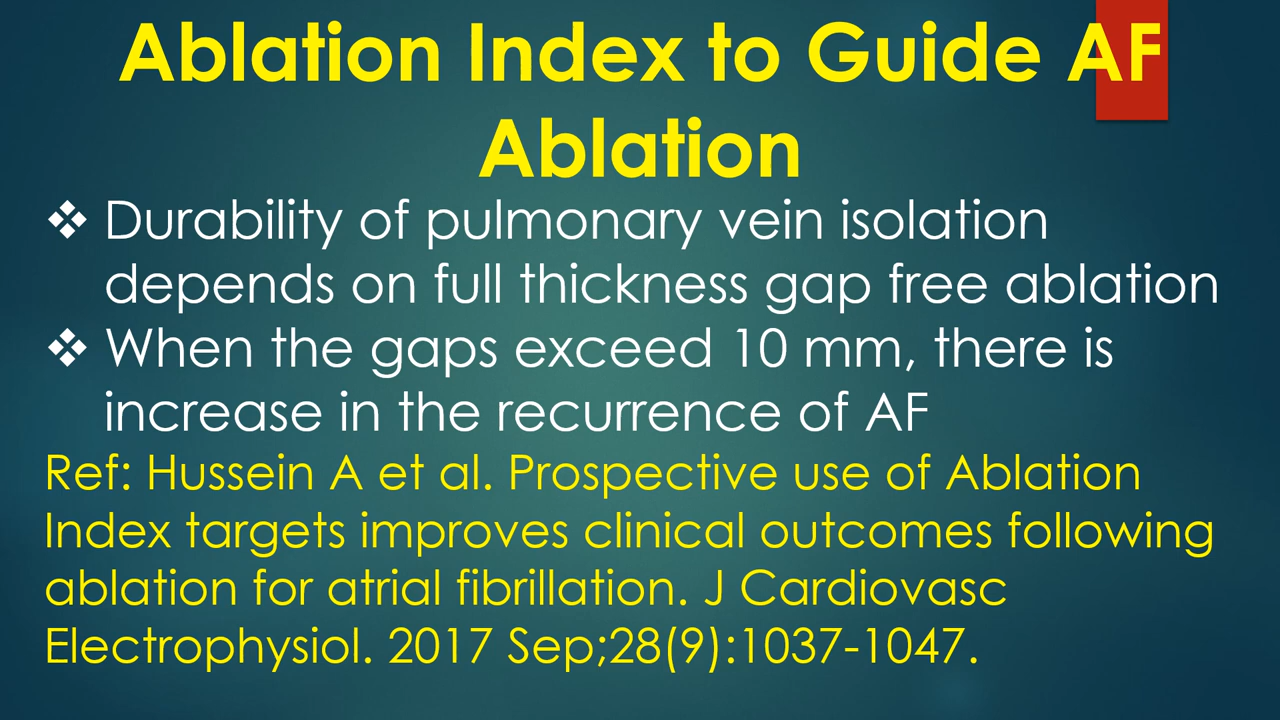 Ablation Index to Guide AF
Ablation
❖ Durability of pulmonary vein isolation
depends on full thickness gap free ablation
❖ When the gaps exceed 10 mm, there is
increase in the recurrence of AF
Ref: Hussein A et al. Prospective use of Ablation
Index targets improves clinical outcomes following
ablation for atrial fibrillation. J Cardiovasc
Electrophysiol. 2017 Sep;28(9):1037-1047.